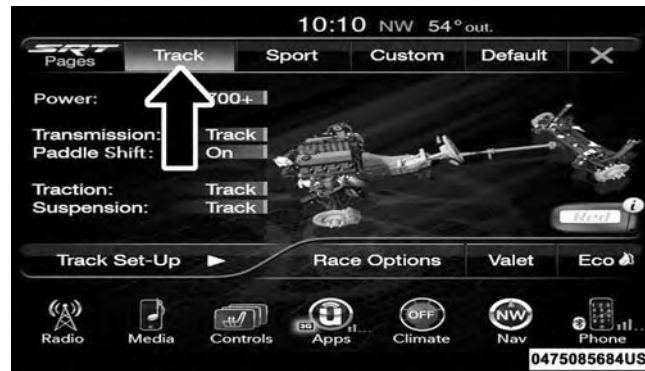 10:10 NW 54° out.
SRT Pages Track Sport Custom Default X
Power: 700+
Transmission: Track
Paddle Shift: On
Traction: Track
Suspension: Track
i
Red
Track Set-Up Race Options Valet Eco
U 3G OFF NW
Radio Media Controls Apps Climate Nav Phone
0475085684US